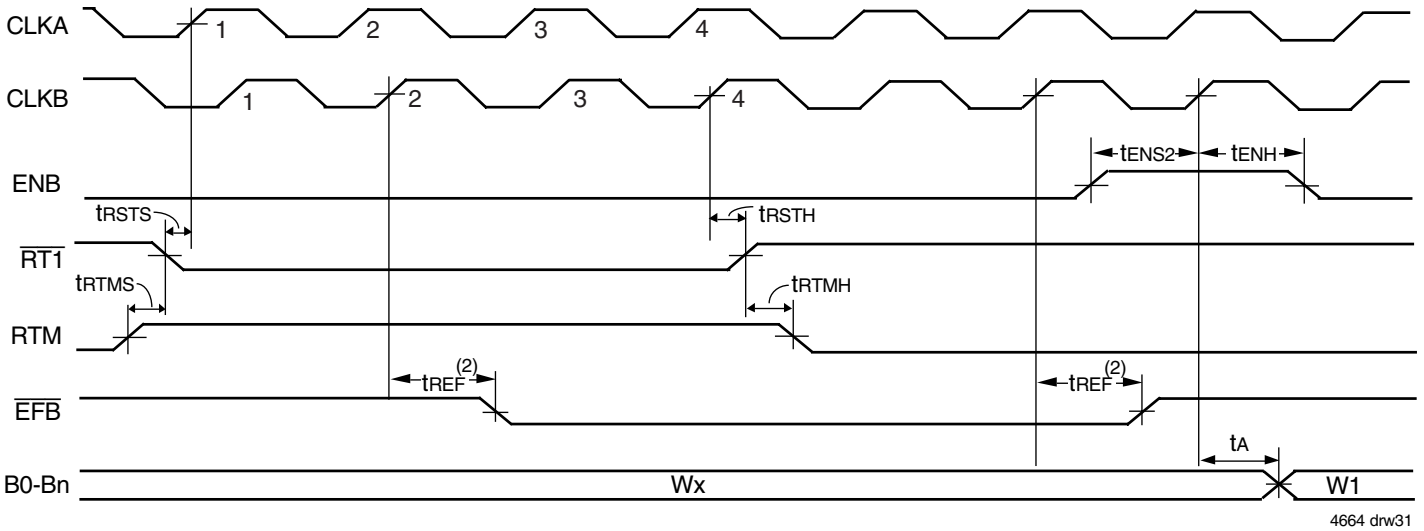 CLKA 1 2 3 4
CLKB 1 2 3 4
ENB tENS2 tENH
tRSTS tRSTH
RT1
tRTMS tRTMH
RTM
tREF(2) tREF(2)
EFB
tA
B0-Bn Wx W1
4664 drw31